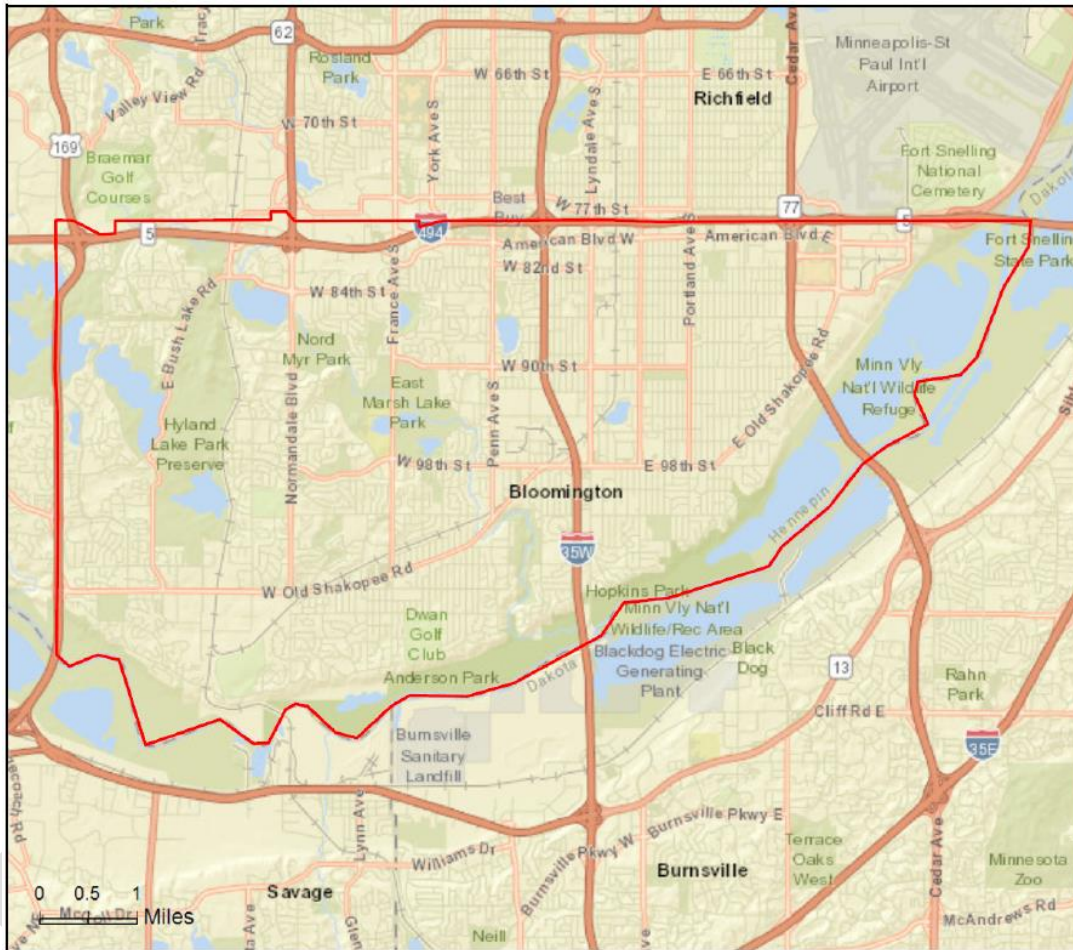 Park
Tracy
62
Rosland
Park
W 66th St
E 66th St
Cedar Ave
Minneapolis-St
Paul Int'l
Airport
Richfield
Valley View Rd
W 70th St
169
Braemar
Golf
Courses
York Ave S
Lyndale Ave S
Fort Snelling
National
Cemetery
Dakota
Best
Buy
W 77th St
77
5
494
5
American Blvd W
American Blvd E
Fort Snelling
State Park
W 82nd St
France Ave S
Portland Ave S
W 84th St
E Bush Lake Rd
Nord
Myr Park
W 90th St
Minn Vly
Nat'l Wildlife
Refuge
East
Marsh Lake
Park
Normandale Blvd
Penn Ave S
E Old Shakopee Rd
Hyland
Lake Park
Preserve
W 98th St
E 98th St
Bloomington
Hennepin
35W
W Old Shakopee Rd
Hopkins Park
Minn Vly Nat'l
Wildlife/Rec Area
Blackdog Electric
Generating
Plant
Black
Dog
Dwan
Golf
Club
Anderson Park
Dakota
13
Rahn
Park
Cliff Rd E
Burnsville
Sanitary
Landfill
35E
Lynn Ave
Burnsville Pkwy E
Williams Dr
Burnsville Pkwy W
Terrace
Oaks
West
Cedar Ave
Minnesota
Zoo
Burnsville
Savage
0 0.5 1
Miles
McColl Dr
Glen
Neill
McAndrews Rd